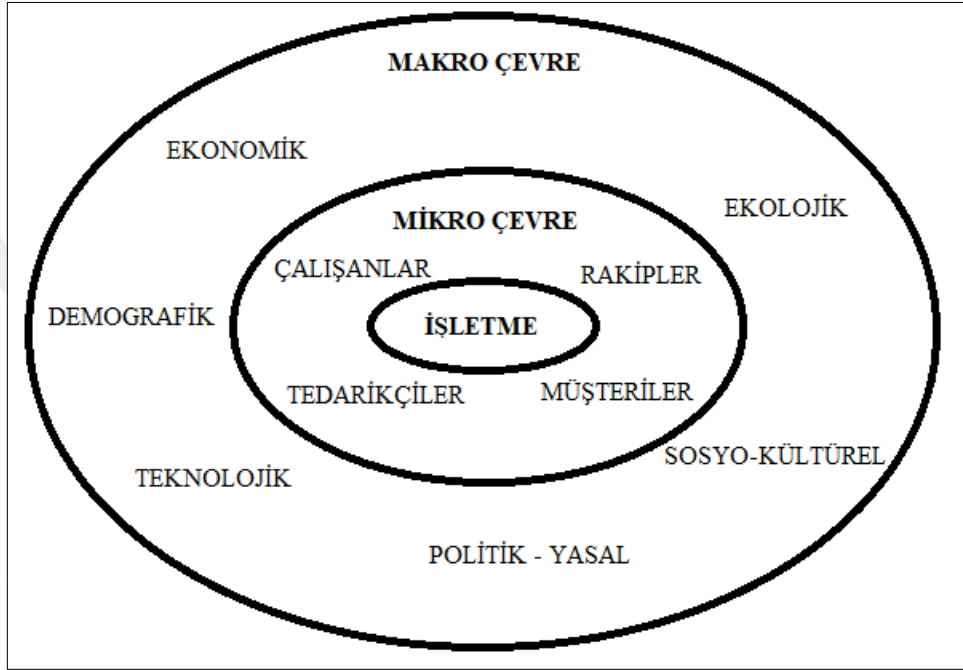 MAKRO ÇEVRE
EKONOMİK
EKOLOJİK
MİKRO ÇEVRE
ÇALIŞANLAR
RAKİPLER
DEMOGRAFİK
İŞLETME
TEDARİKÇİLER
MÜŞTERİLER
SOSYO-KÜLTÜREL
TEKNOLOJİK
POLİTİK - YASAL